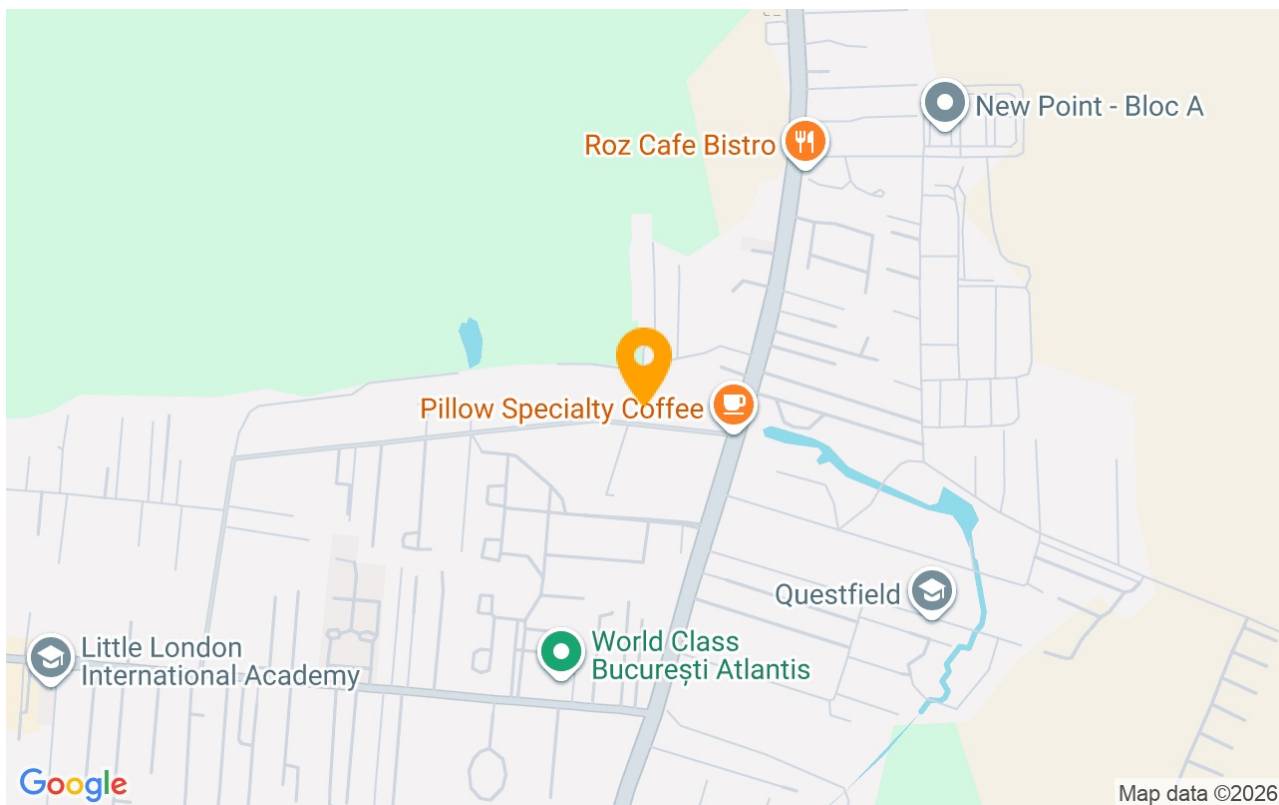 New Point - Bloc A
Roz Cafe Bistro
Pillow Specialty Coffee
Questfield
World Class
București Atlantis
Little London
International Academy
Google
Map data ©2026